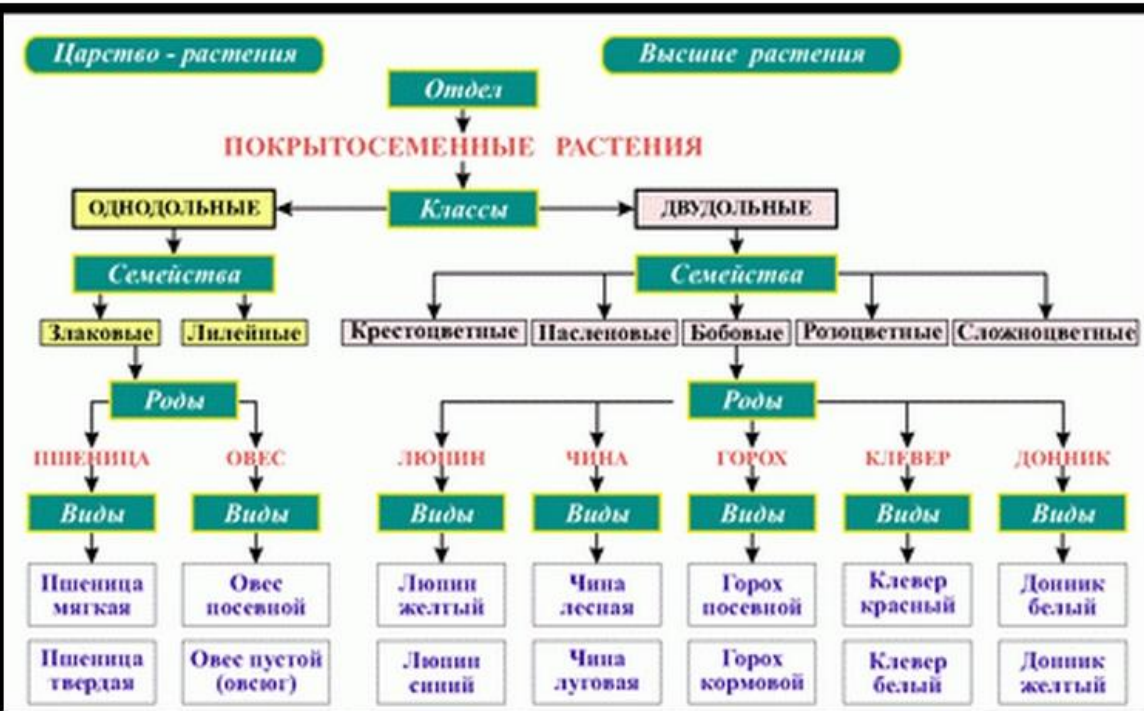 Царство - растения
Высшие растения
Отдел
ПОКРЫТОСЕМЕННЫЕ РАСТЕНИЯ
ОДНОДОЛЬНЫЕ
Классы
ДВУДОЛЬНЫЕ
Семейства
Семейства
Злаковые
Лилейные
Крестоцветные
Пасленовые
Бобовые
Розоцветные
Сложноцветные
Роды
Роды
ПШЕНИЦА
ОВЕС
ЛЮПИН
ЧИНА
ГОРОХ
КЛЕВЕР
ДОННИК
Виды
Виды
Виды
Виды
Виды
Виды
Виды
Пшеница
мягкая
Овес
посевной
Люпин
желтый
Чина
лесная
Горох
посевной
Клевер
красный
Донник
белый
Пшеница
твердая
Овес пустой
(овсюг)
Люпин
синий
Чина
луговая
Горох
кормовой
Клевер
белый
Донник
желтый